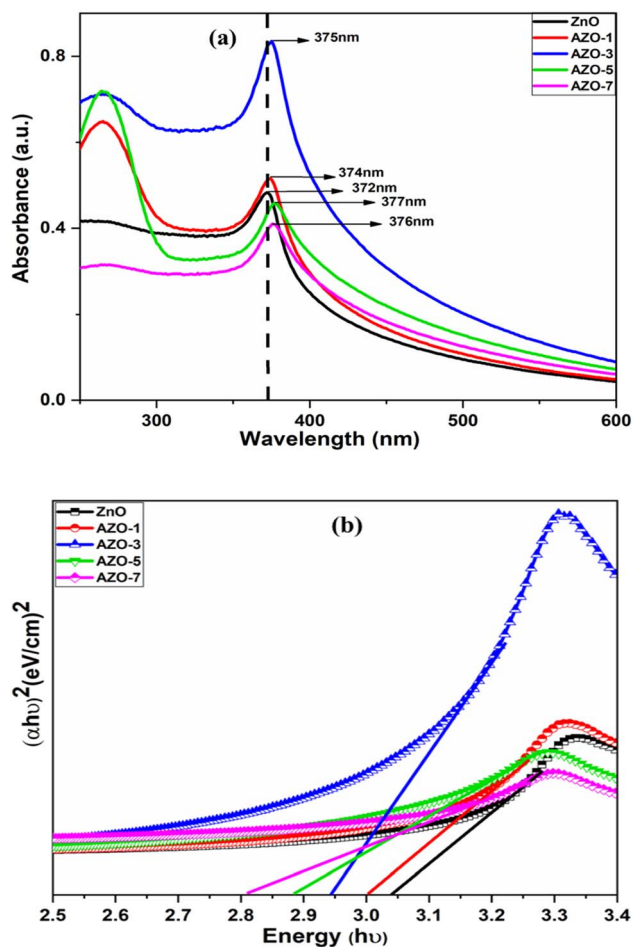 (a)
ZnO
AZO-1
AZO-3
AZO-5
AZO-7
375nm
374nm
372nm
377nm
376nm
0.8
0.4
0.0
Absorbance (a.u.)
300 400 500 600
Wavelength (nm)
(b)
ZnO
AZO-1
AZO-3
AZO-5
AZO-7
(αhυ)²(eV/cm)²
2.5 2.6 2.7 2.8 2.9 3.0 3.1 3.2 3.3 3.4
Energy (hυ)